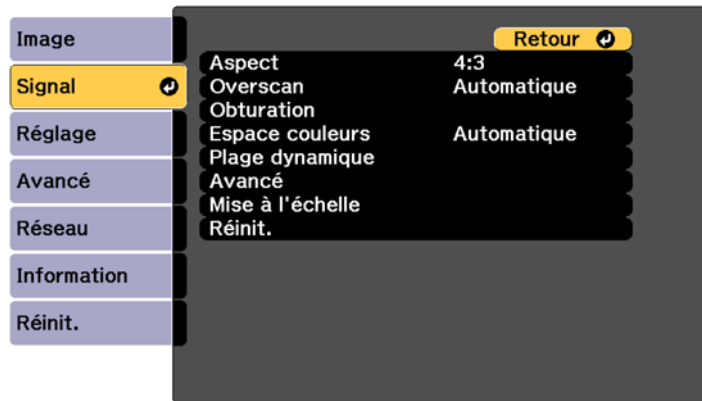 Image
Signal
Réglage
Avancé
Réseau
Information
Réinit.
Retour
Aspect 4:3
Overscan Automatique
Obturation
Espace couleurs Automatique
Plage dynamique
Avancé
Mise à l'échelle
Réinit.